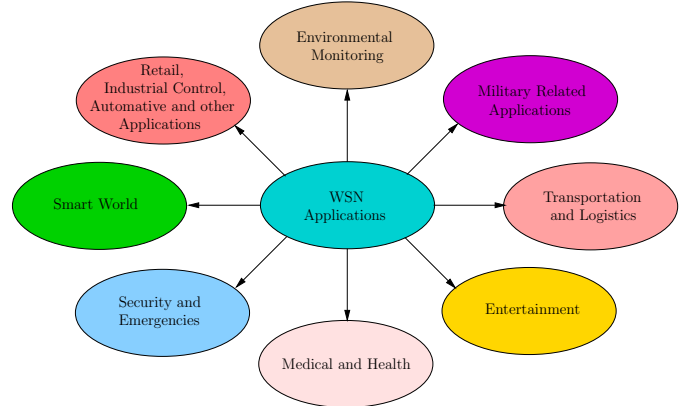 Environmental
Monitoring
Retail,
Industrial Control,
Automative and other
Applications
Military Related
Applications
Smart World
WSN
Applications
Transportation
and Logistics
Security and
Emergencies
Entertainment
Medical and Health